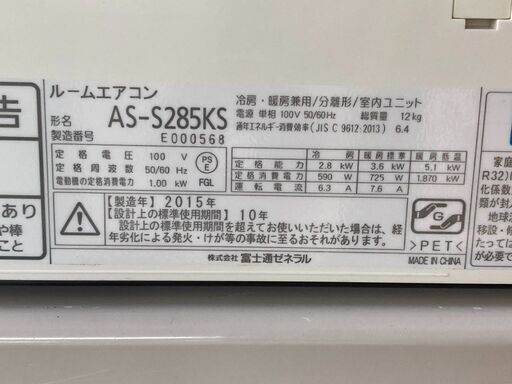 告
あり
や棒
こと
ルームエアコン
形名 AS-S285KS
製造番号 E000568
冷房・暖房兼用/分離形/室内ユニット
電源 単相 100V 50/60Hz 総質量 12kg
通年エネルギー消費効率(JIS C 9612:2013) 6.4
定格電圧 100 V
定格周波数 50/60 Hz
電動機の定格消費電力 1.00 kW
PS
E
FGL
冷房 暖房標準 暖房低温
定格能力 2.8 kW 3.6 kW 5.1 kW
定格消費電力 590 W 725 W 1.870 kW
運転電流 6.3 A 7.6 A
【製造年】2015年
【設計上の標準使用期間】10年
設計上の標準使用期間を超えてお使いいただいた場合は、経
年劣化による発火・けが等の事故に至るおそれがあります。
G
>PET<
株式会社 富士通ゼネラル
MADE IN CHINA
家庭
R32)
化係数
類が封入
地球温
移設・修
たっては
が必要で